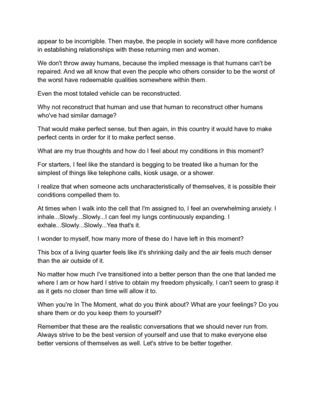 appear to be incorrigible. Then maybe, the people in society will have more confidence
in establishing relationships with these returning men and women.
We don't throw away humans, because the implied message is that humans can't be
repaired. And we all know that even the people who others consider to be the worst of
the worst have redeemable qualities somewhere within them.
Even the most totaled vehicle can be reconstructed.
Why not reconstruct that human and use that human to reconstruct other humans
who've had similar damage?
That would make perfect sense, but then again, in this country it would have to make
perfect cents in order for it to make perfect sense.
What are my true thoughts and how do I feel about my conditions in this moment?
For starters, I feel like the standard is begging to be treated like a human for the
simplest of things like telephone calls, kiosk usage, or a shower.
I realize that when someone acts uncharacteristically of themselves, it is possible their
conditions compelled them to.
At times when I walk into the cell that I'm assigned to, I feel an overwhelming anxiety. I
inhale...Slowly...Slowly...I can feel my lungs continuously expanding. I
exhale...Slowly...Slowly...Yea that's it.
I wonder to myself, how many more of these do I have left in this moment?
This box of a living quarter feels like it's shrinking daily and the air feels much denser
than the air outside of it.
No matter how much I've transitioned into a better person than the one that landed me
where I am or how hard I strive to obtain my freedom physically, I can't seem to grasp it
as it gets no closer than time will allow it to.
When you're In The Moment, what do you think about? What are your feelings? Do you
share them or do you keep them to yourself?
Remember that these are the realistic conversations that we should never run from.
Always strive to be the best version of yourself and use that to make everyone else
better versions of themselves as well. Let's strive to be better together.